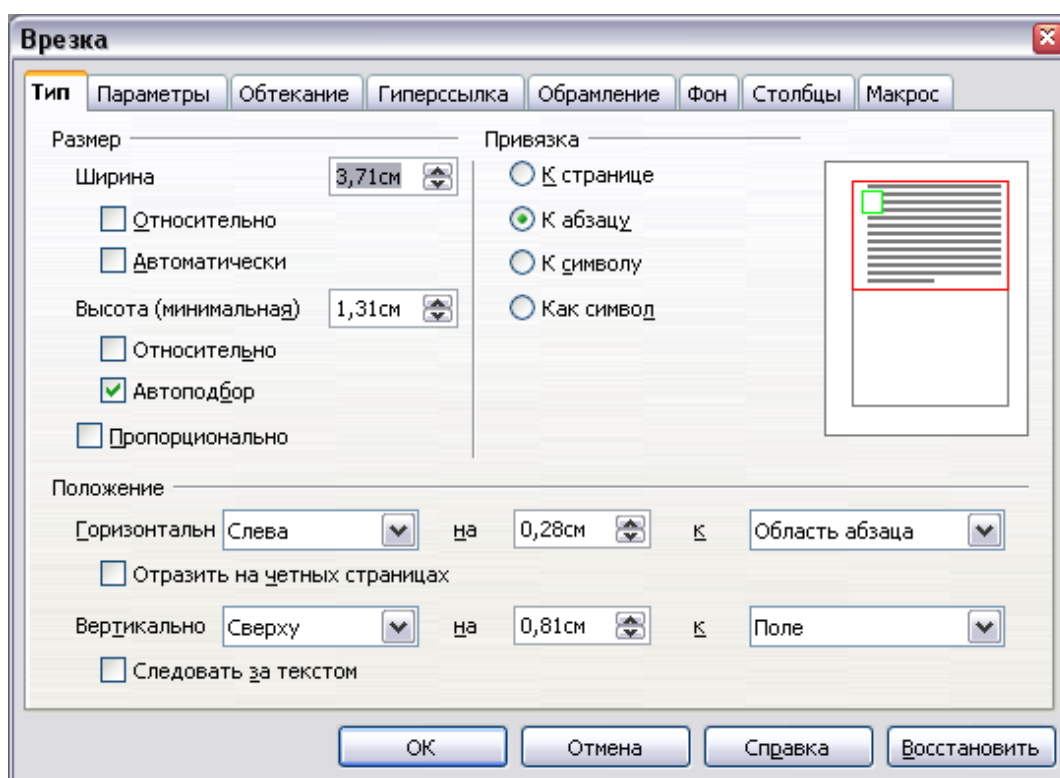 Врезка
Тип Параметры Обтекание Гиперссылка Обрамление Фон Столбцы Макрос
Размер
Ширина 3,71см
Относительно
Автоматически
Высота (минимальная) 1,31см
Относительно
Автоподбор
Пропорционально
Привязка
К странице
К абзацу
К символу
Как символ
Положение
Горизонтальн Слева на 0,28см к Область абзаца
Отразить на четных страницах
Вертикально Сверху на 0,81см к Поле
Следовать за текстом
ОК Отмена Справка Восстановить